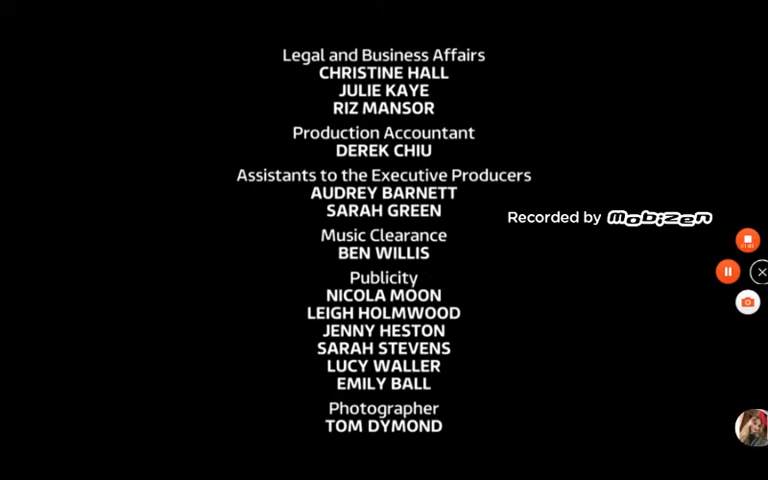 Legal and Business Affairs
CHRISTINE HALL
JULIE KAYE
RIZ MANSOR
Production Accountant
DEREK CHIU
Assistants to the Executive Producers
AUDREY BARNETT
SARAH GREEN
Recorded by mobizen
Music Clearance
BEN WILLIS
Publicity
NICOLA MOON
LEIGH HOLMWOOD
JENNY HESTON
SARAH STEVENS
LUCY WALLER
EMILY BALL
Photographer
TOM DYMOND